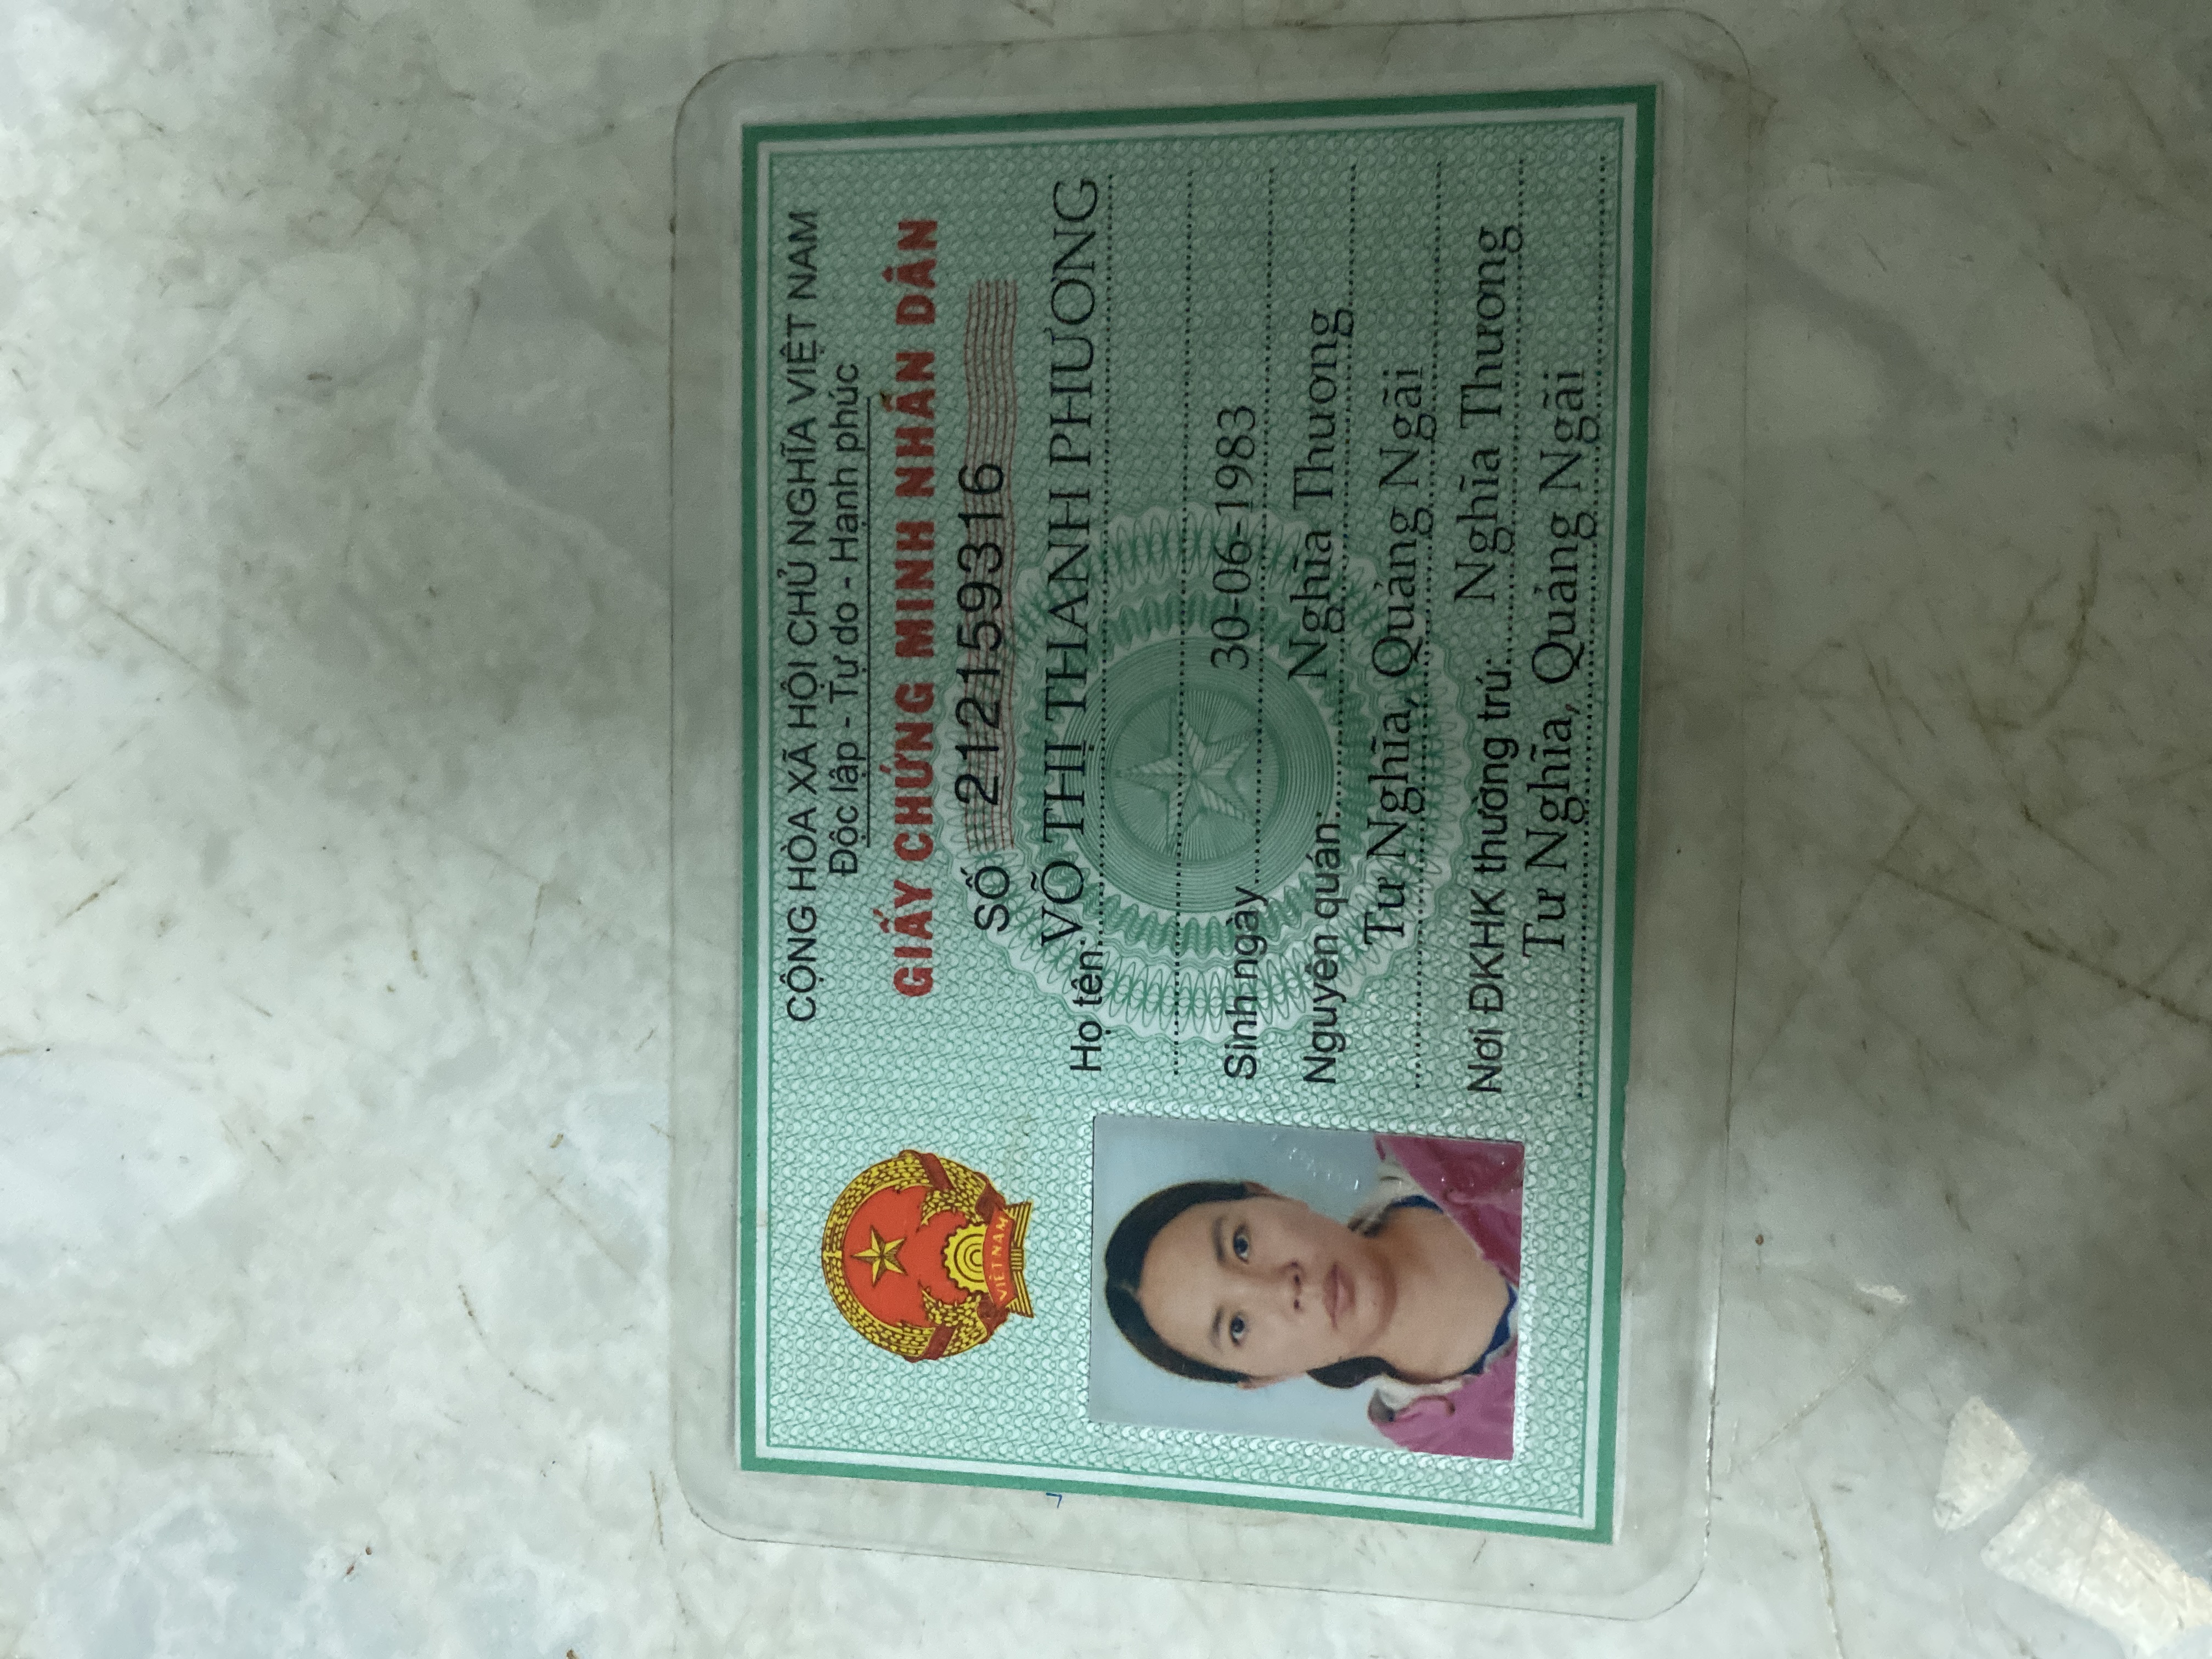 CỘNG HÒA XÃ HỘI CHỦ NGHĨA VIỆT NAM
Độc lập - Tự do - Hạnh phúc
GIẤY CHỨNG MINH NHÂN DÂN
SỐ 212159316
VIỆT NAM
Họ tên: VÕ THỊ THANH PHƯƠNG
Sinh ngày 30-06-1983
Nguyên quán: Nghĩa Thương
Tư Nghĩa, Quảng Ngãi
Nơi ĐKHK thường trú: Nghĩa Thương
Tư Nghĩa, Quảng Ngãi